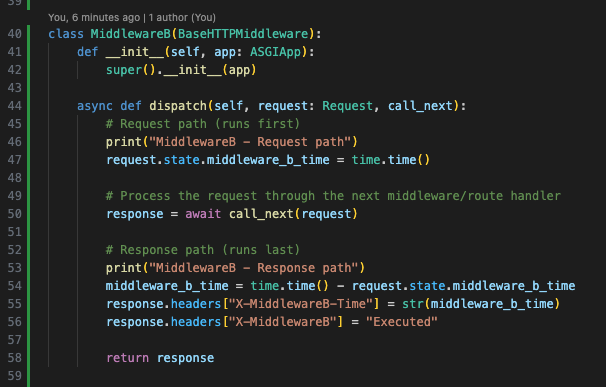 39
You, 6 minutes ago | 1 author (You)
40 class MiddlewareB(BaseHTTPMiddleware):
41     def __init__(self, app: ASGIApp):
42         super().__init__(app)
43
44     async def dispatch(self, request: Request, call_next):
45         # Request path (runs first)
46         print("MiddlewareB - Request path")
47         request.state.middleware_b_time = time.time()
48
49         # Process the request through the next middleware/route handler
50         response = await call_next(request)
51
52         # Response path (runs last)
53         print("MiddlewareB - Response path")
54         middleware_b_time = time.time() - request.state.middleware_b_time
55         response.headers["X-MiddlewareB-Time"] = str(middleware_b_time)
56         response.headers["X-MiddlewareB"] = "Executed"
57
58         return response
59